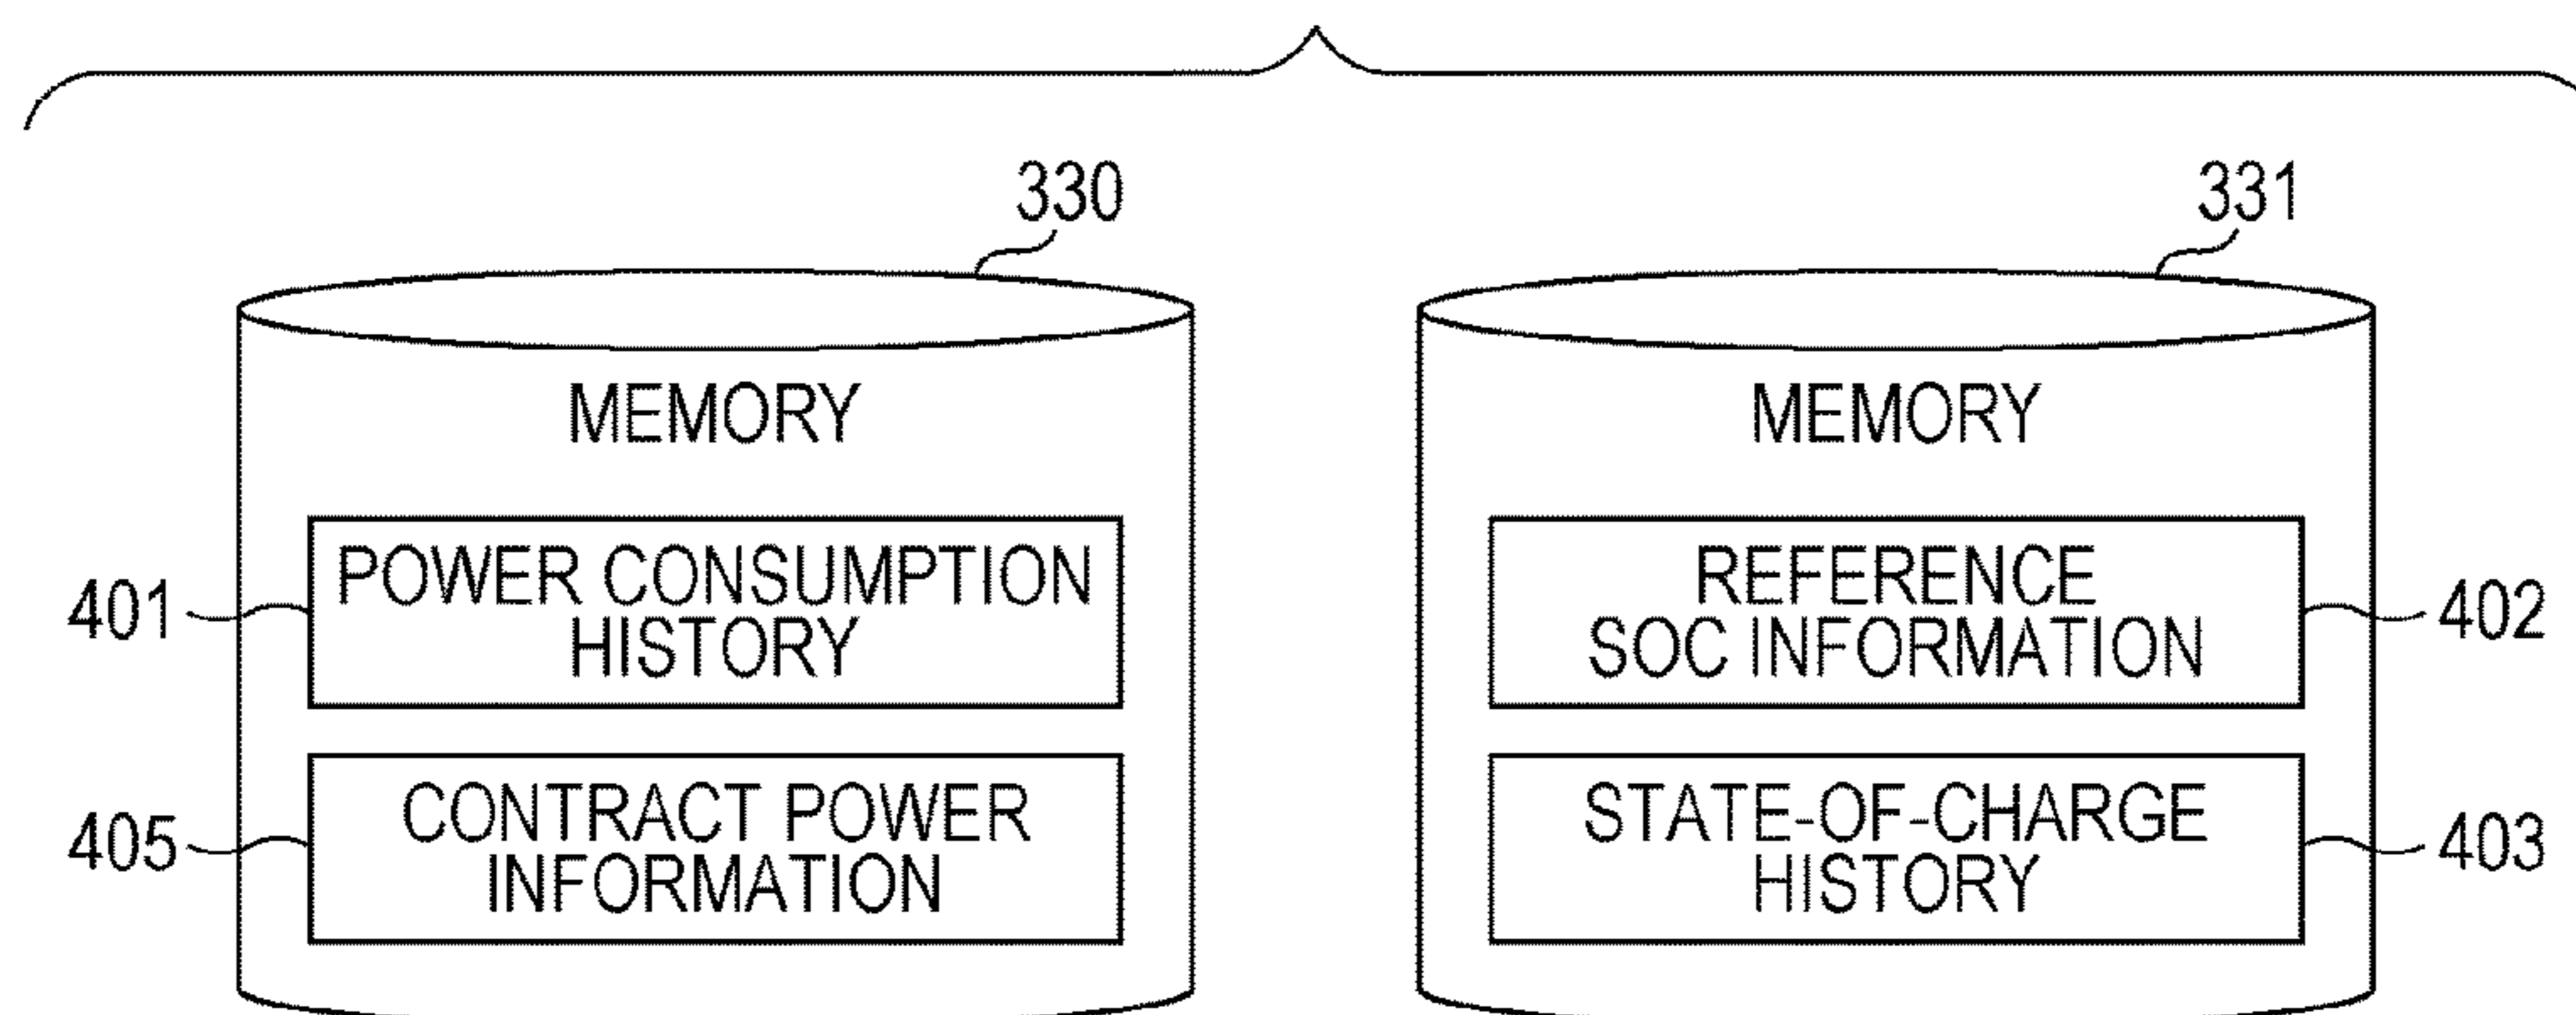 330
331
MEMORY
MEMORY
401
POWER CONSUMPTION
HISTORY
REFERENCE
SOC INFORMATION
402
405
CONTRACT POWER
INFORMATION
STATE-OF-CHARGE
HISTORY
403